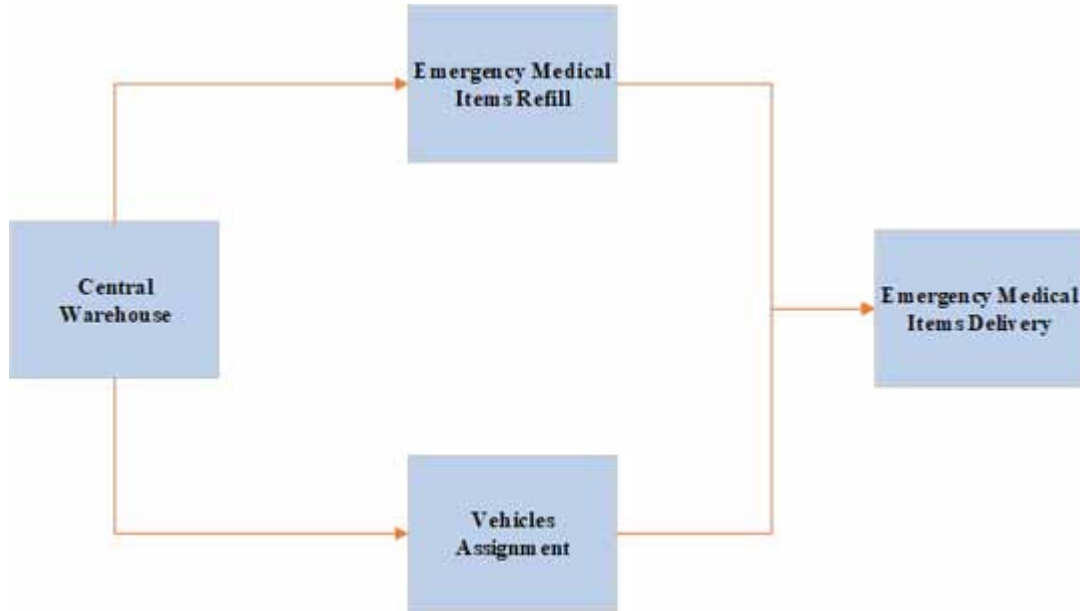 Emergency Medical
Items Refill
Central
Warehouse
Emergency Medical
Items Delivery
Vehicles
Assignment